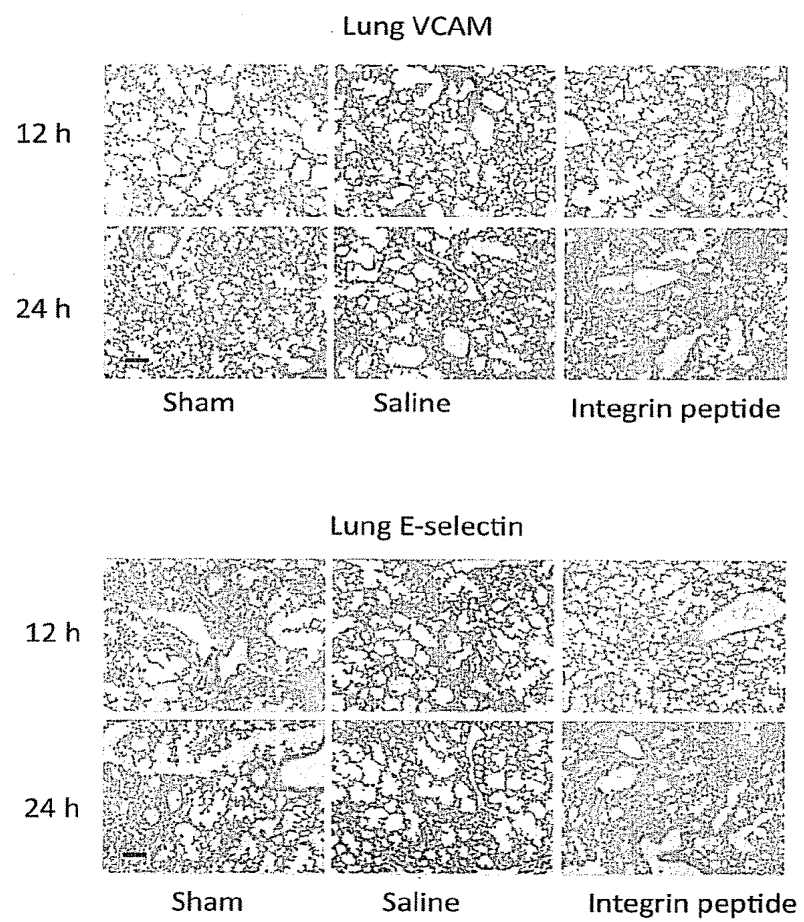 Lung VCAM
12 h
24 h
Sham Saline Integrin peptide
Lung E-selectin
12 h
24 h
Sham Saline Integrin peptide